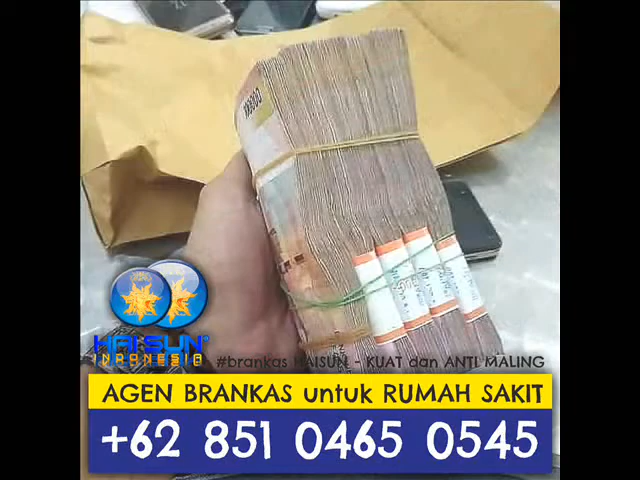 HAISUN
INDONESIA
#brankas HAISUN - KUAT dan ANTI MALING
AGEN BRANKAS untuk RUMAH SAKIT
+62 851 0465 0545